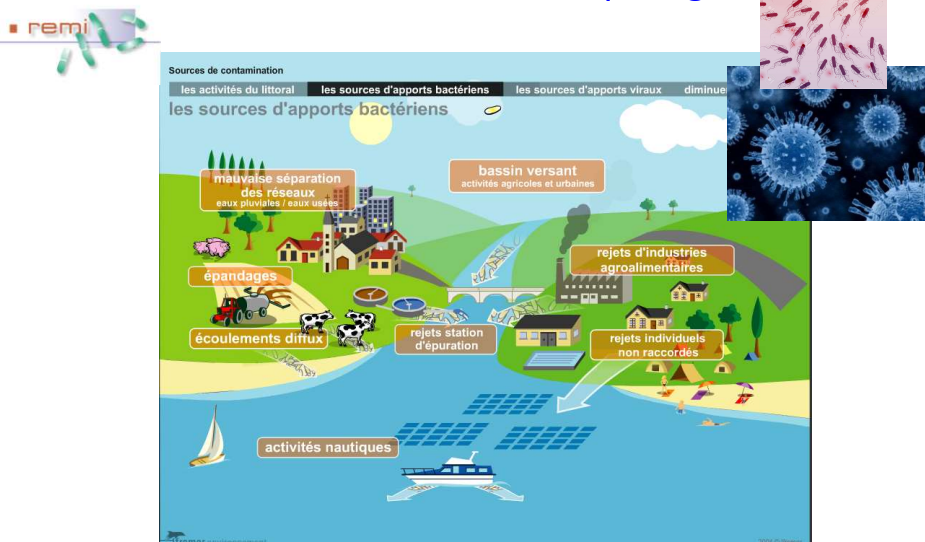 remi
Sources de contamination
les activités du littoral les sources d'apports bactériens les sources d'apports viraux
les sources d'apports bactériens
mauvaise séparation
des réseaux
eaux pluviales / eaux usées
bassin versant
activités agricoles et urbaines
rejets d'industries
agroalimentaires
épandages
écoulements diffux
rejets station
d'épuration
rejets individuels
non raccordés
activités nautiques